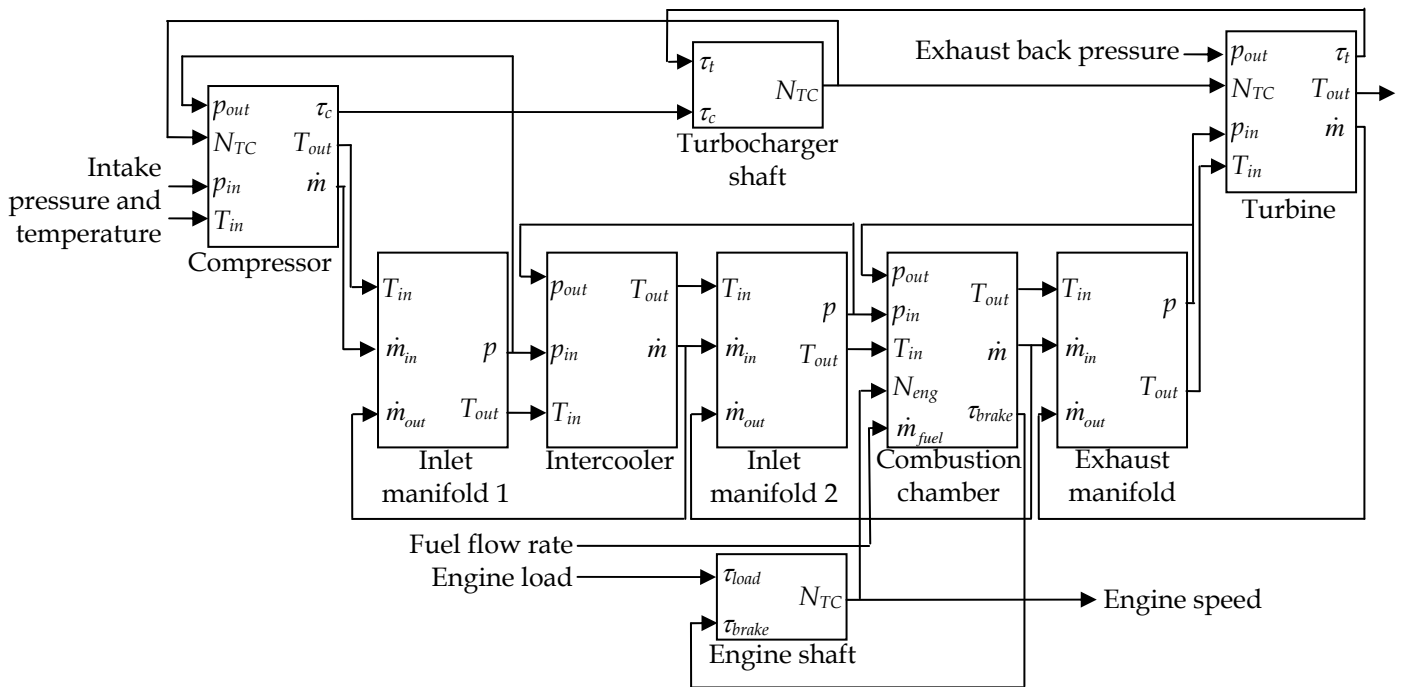 Exhaust back pressure
τt
τc
NTC
Turbocharger
shaft
pout
NTC
pin
Tin
τt
Tout
ṁ
Turbine
pout
NTC
pin
Tin
τc
Tout
ṁ
Compressor
Intake
pressure and
temperature
Tin
ṁin
ṁout
p
Tout
Inlet
manifold 1
pout
pin
Tin
Tout
ṁ
Intercooler
Tin
ṁin
ṁout
p
Tout
Inlet
manifold 2
pout
pin
Tin
Neng
ṁfuel
Tout
ṁ
τbrake
Combustion
chamber
Tin
ṁin
ṁout
p
Tout
Exhaust
manifold
Fuel flow rate
Engine load
τload
τbrake
NTC
Engine shaft
Engine speed